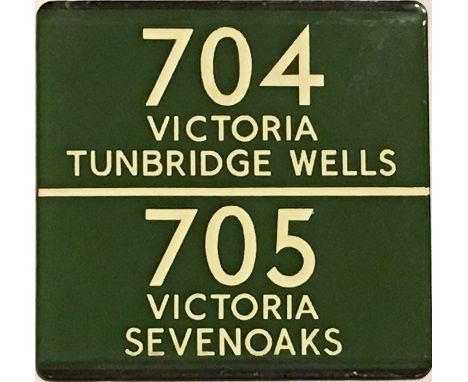 704
VICTORIA
TUNBRIDGE WELLS
705
VICTORIA
SEVENOAKS